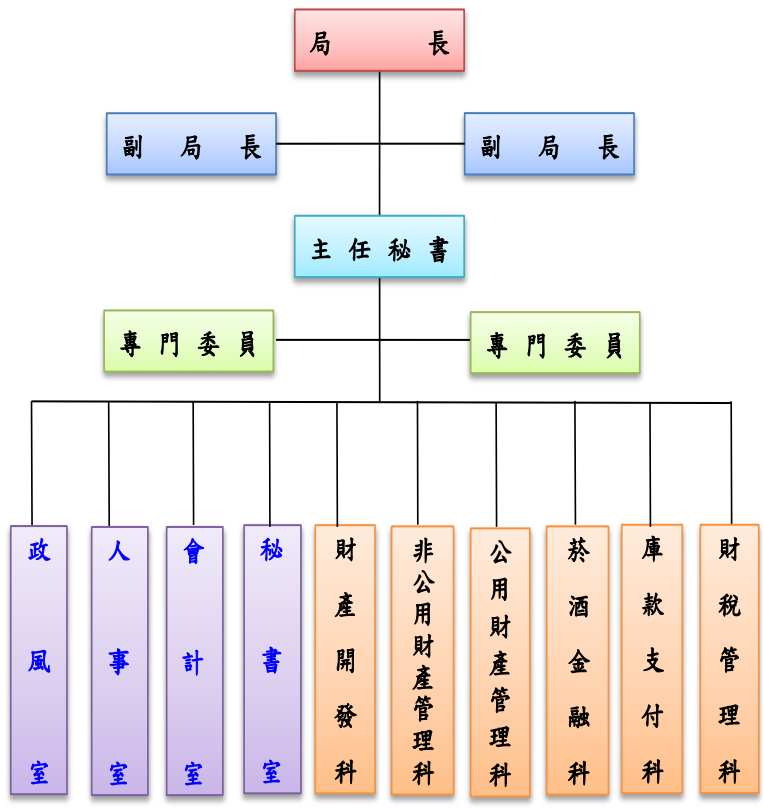 局長
副局長
副局長
主任秘書
專門委員
專門委員
政風室
人事室
會計室
秘書室
財產開發科
非公用財產管理科
公用財產管理科
菸酒金融科
庫款支付科
財稅管理科